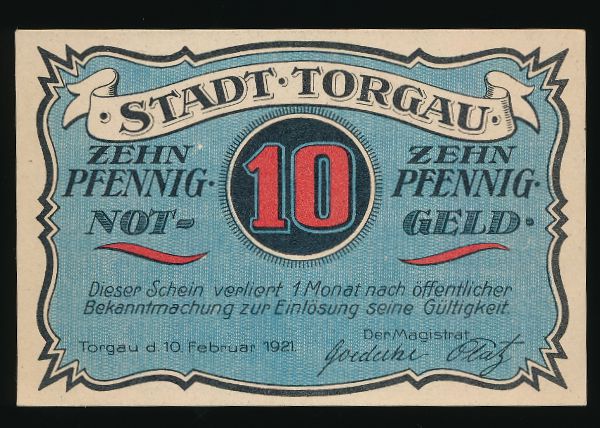 · STADT · TORGAU ·
ZEHN PFENNIG · NOT-
10
ZEHN PFENNIG · GELD ·
Dieser Schein verliert 1. Monat nach öffentlicher
Bekanntmachung zur Einlösung seine Gültigkeit.
Torgau d. 10. Februar 1921.
Der Magistrat